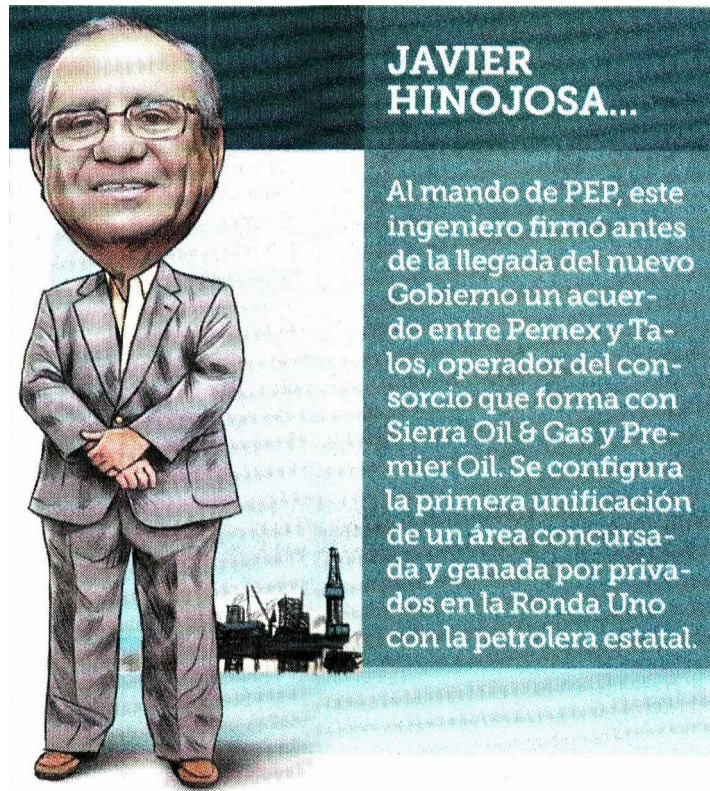 JAVIER
HINOJOSA...
Al mando de PEP, este
ingeniero firmó antes
de la llegada del nuevo
Gobierno un acuer-
do entre Pemex y Ta-
los, operador del con-
sorcio que forma con
Sierra Oil & Gas y Pre-
mier Oil. Se configura
la primera unificación
de un área concursa-
da y ganada por priva-
dos en la Ronda Uno
con la petrolera estatal.